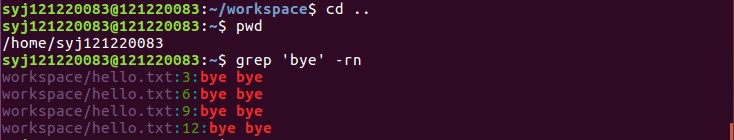 syj121220083@121220083:~/workspace$ cd ..
syj121220083@121220083:~$ pwd
/home/syj121220083
syj121220083@121220083:~$ grep 'bye' -rn
workspace/hello.txt:3:bye bye
workspace/hello.txt:6:bye bye
workspace/hello.txt:9:bye bye
workspace/hello.txt:12:bye bye